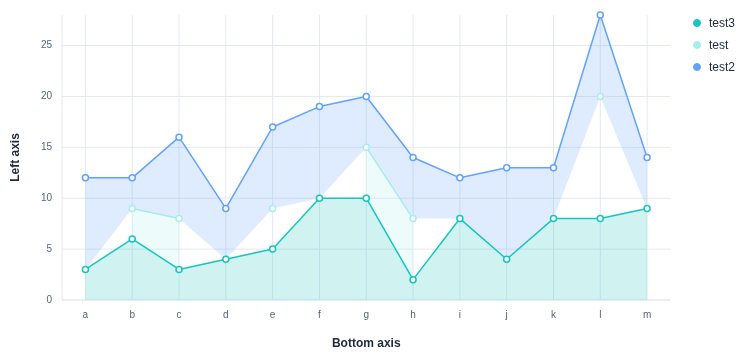 test3
test
test2
Left axis
25
20
15
10
5
0
a b c d e f g h i j k l m
Bottom axis